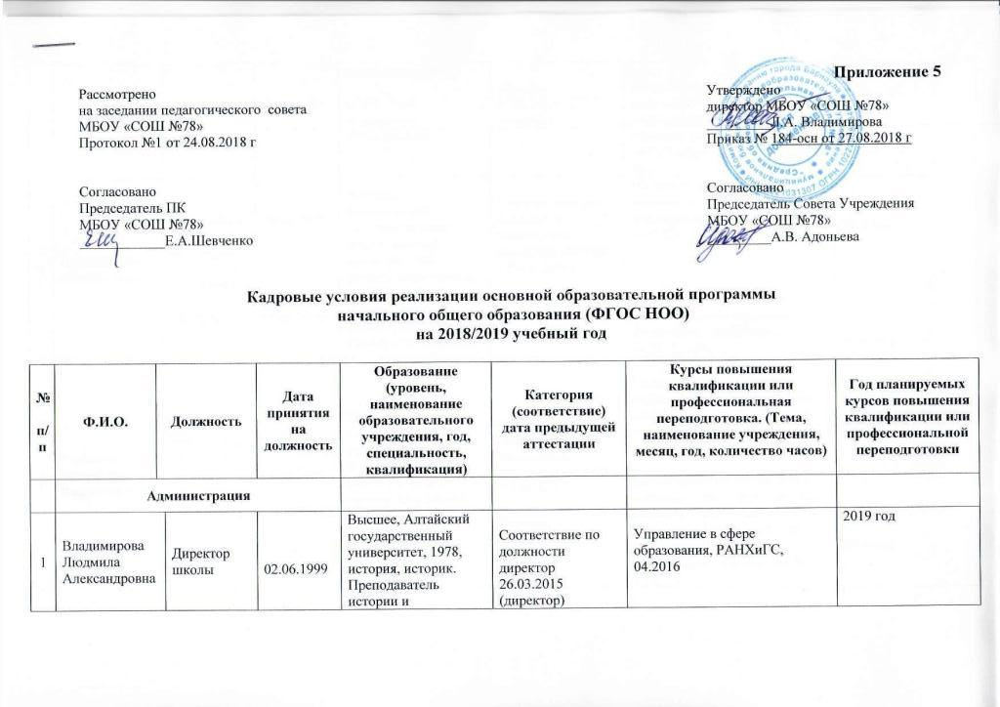 Приложение 5
Рассмотрено
на заседании педагогического совета
МБОУ «СОШ №78»
Протокол №1 от 24.08.2018 г
Утверждено
директор МБОУ «СОШ №78»
Л.А. Владимирова
Приказ № 184-осн от 27.08.2018 г
Согласовано
Председатель ПК
МБОУ «СОШ №78»
Е.А.Шевченко
Согласовано
Председатель Совета Учреждения
МБОУ «СОШ №78»
А.В. Адоньева
Кадровые условия реализации основной образовательной программы
начального общего образования (ФГОС НОО)
на 2018/2019 учебный год
№
п/
п
Ф.И.О.
Должность
Дата
принятия
на
должность
Образование
(уровень,
наименование
образовательного
учреждения, год,
специальность,
квалификация)
Категория
(соответствие)
дату предыдущей
аттестации
Курсы повышения
квалификации или
профессиональная
переподготовка. (Тема,
наименование учреждения,
месяц, год, количество часов)
Год планируемых
курсов повышения
квалификации или
профессиональной
переподготовки
Администрация
1
Владимирова
Людмила
Александровна
Директор
школы
02.06.1999
Высшее, Алтайский
государственный
университет, 1978,
история, историк.
Преподаватель
истории и
Соответствие по
должности
директор
26.03.2015
(директор)
Управление в сфере
образования, РАНХиГС,
04.2016
2019 год